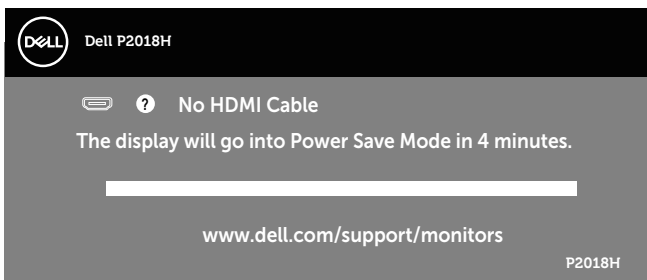 DELL
Dell P2018H
? No HDMI Cable
The display will go into Power Save Mode in 4 minutes.
www.dell.com/support/monitors
P2018H